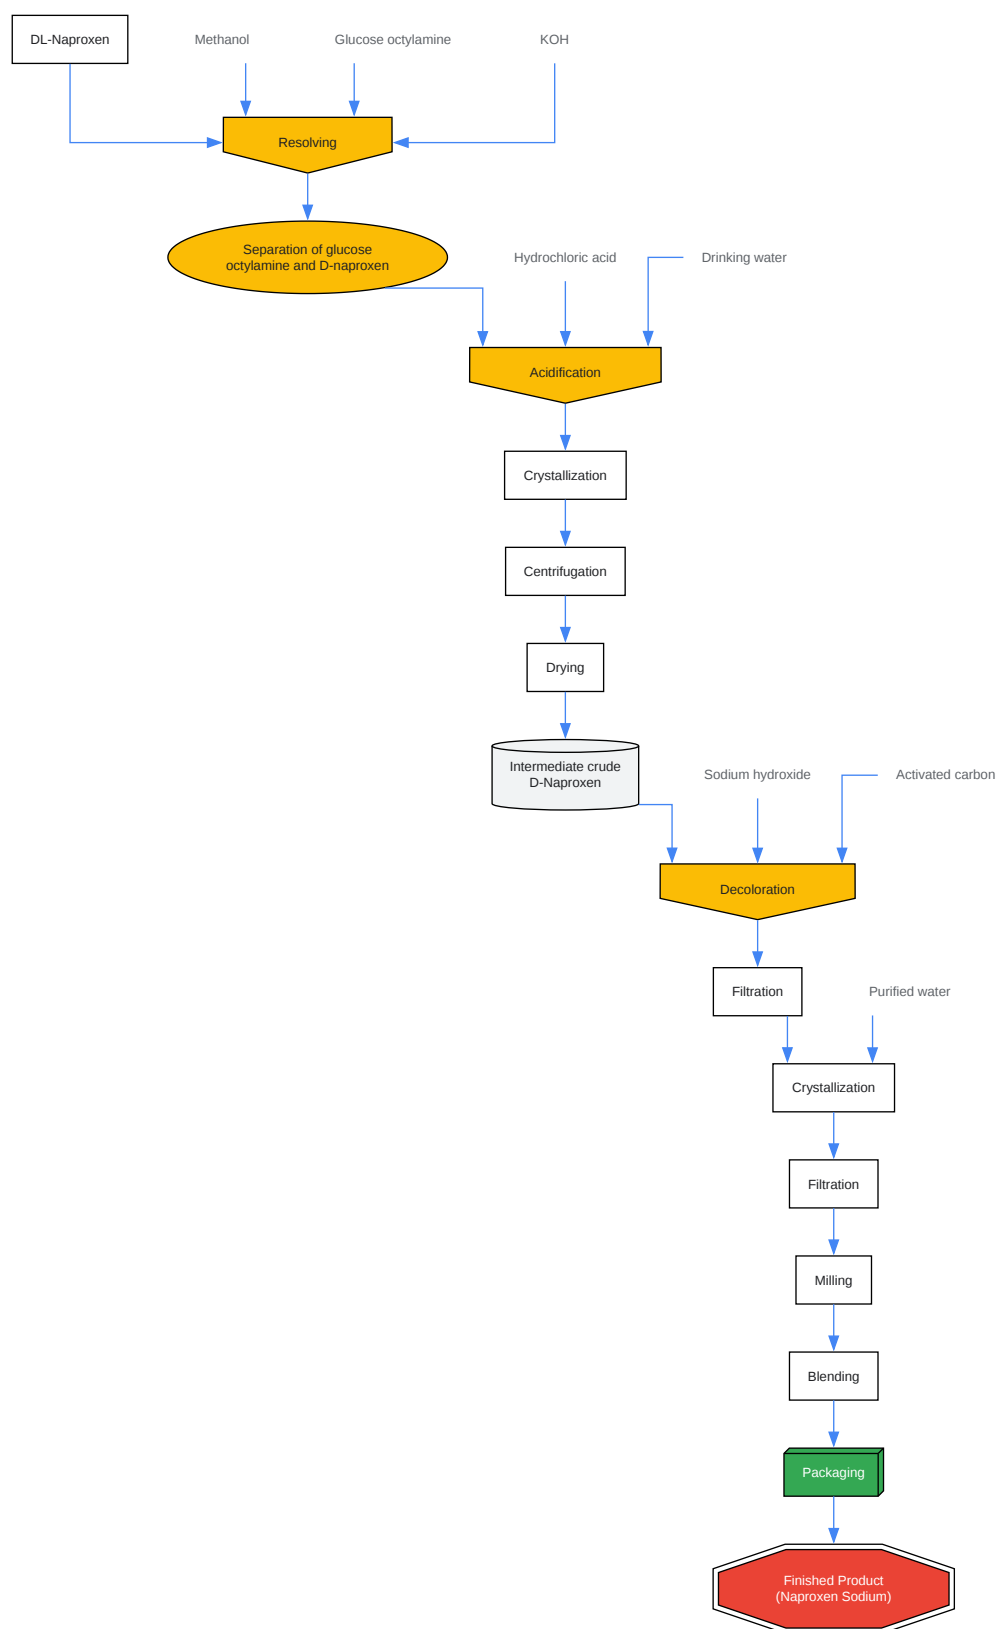 DL-Naproxen
Methanol
Glucose octylamine
KOH
Resolving
Separation of glucose
octylamine and D-naproxen
Hydrochloric acid
Drinking water
Acidification
Crystallization
Centrifugation
Drying
Intermediate crude
D-Naproxen
Sodium hydroxide
Activated carbon
Decoloration
Filtration
Purified water
Crystallization
Filtration
Milling
Blending
Packaging
Finished Product
(Naproxen Sodium)